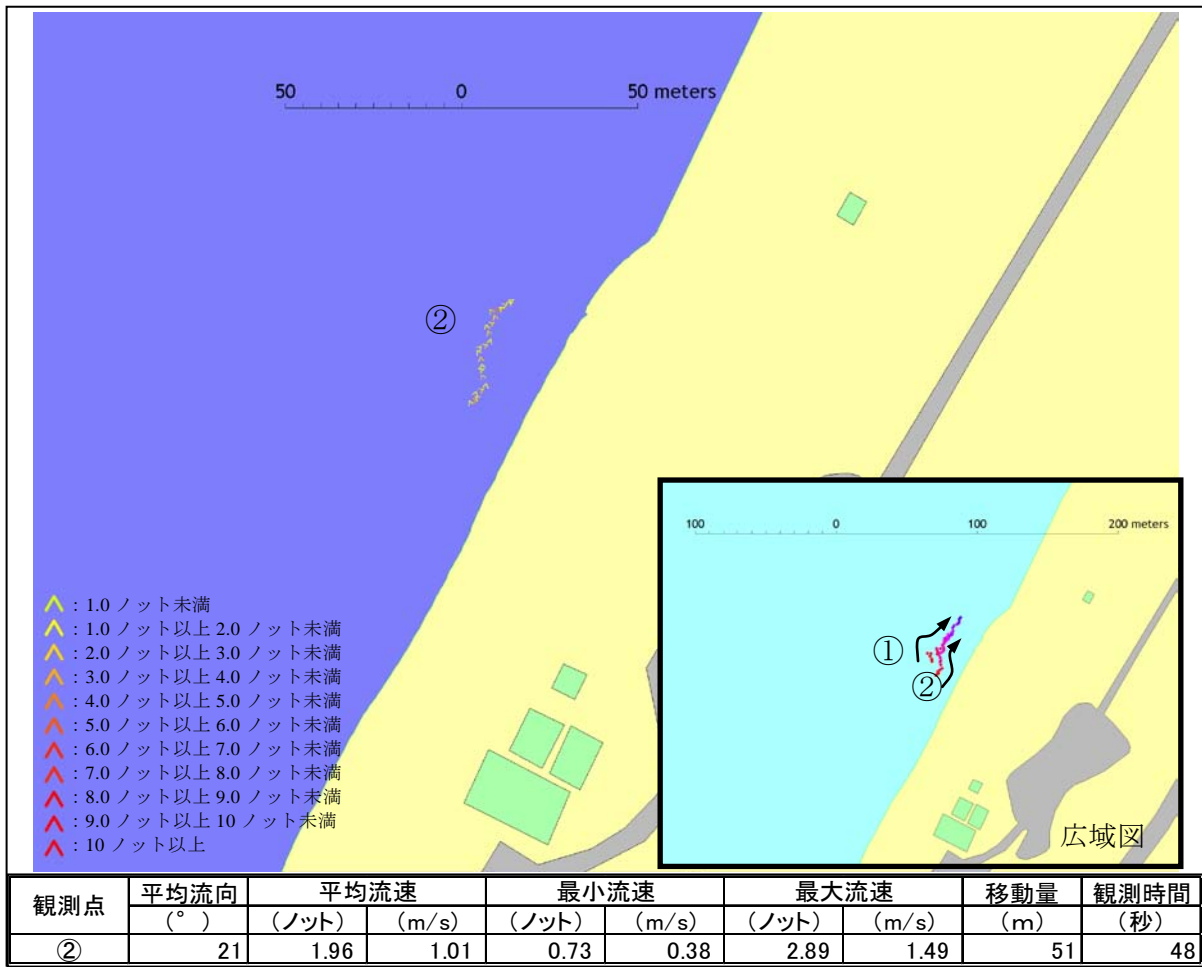 50 0 50 meters
②
100 0 100 200 meters
①
②
広域図
: 1.0 ノット未満
: 1.0 ノット以上 2.0 ノット未満
: 2.0 ノット以上 3.0 ノット未満
: 3.0 ノット以上 4.0 ノット未満
: 4.0 ノット以上 5.0 ノット未満
: 5.0 ノット以上 6.0 ノット未満
: 6.0 ノット以上 7.0 ノット未満
: 7.0 ノット以上 8.0 ノット未満
: 8.0 ノット以上 9.0 ノット未満
: 9.0 ノット以上 10 ノット未満
: 10 ノット以上
観測点 平均流向 平均流速 最小流速 最大流速 移動量 観測時間
(°) (ノット) (m/s) (ノット) (m/s) (ノット) (m/s) (m) (秒)
② 21 1.96 1.01 0.73 0.38 2.89 1.49 51 48